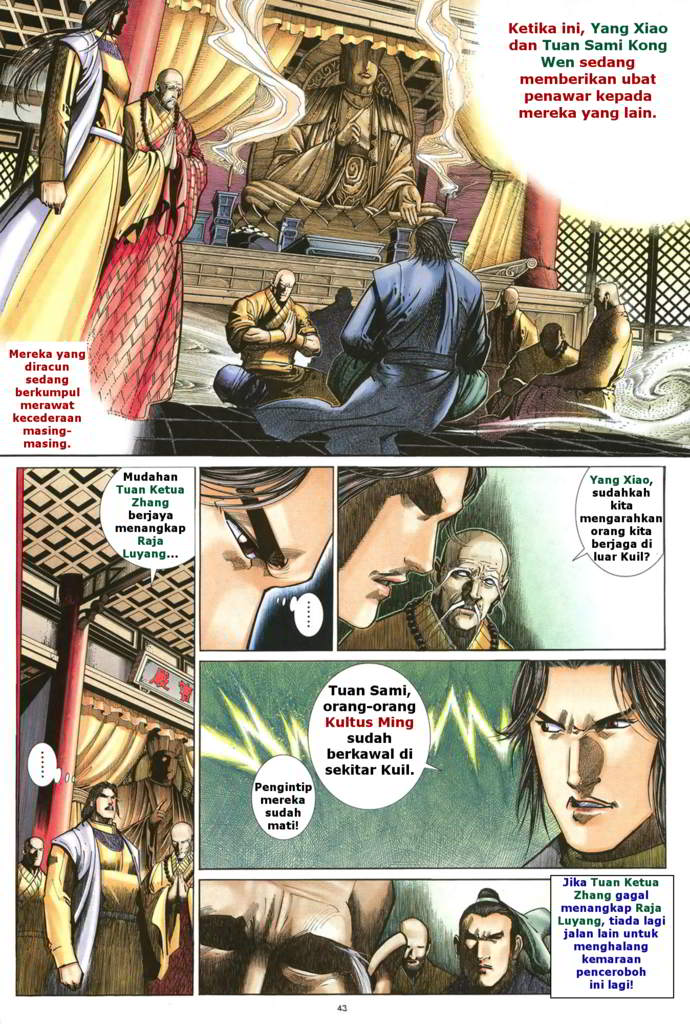 Ketika ini, Yang Xiao
dan Tuan Sami Kong
Wen sedang
memberikan ubat
penawar kepada
mereka yang lain.
Mereka yang
diracun
sedang
berkumpul
merawat
kecederaan
masing-
masing.
Mudahan
Tuan Ketua
Zhang
berjaya
menangkap
Raja
Luyang...
......
Yang Xiao,
sudahkah
kita
mengarahkan
orang kita
berjaga di
luar Kuil?
......
Tuan Sami,
orang-orang
Kultus Ming
sudah
berkawal di
sekitar Kuil.
Pengintip
mereka
sudah
mati!
Jika Tuan Ketua
Zhang gagal
menangkap Raja
Luyang, tiada lagi
jalan lain untuk
menghalang
kemaraan
penceroboh
ini lagi!
43